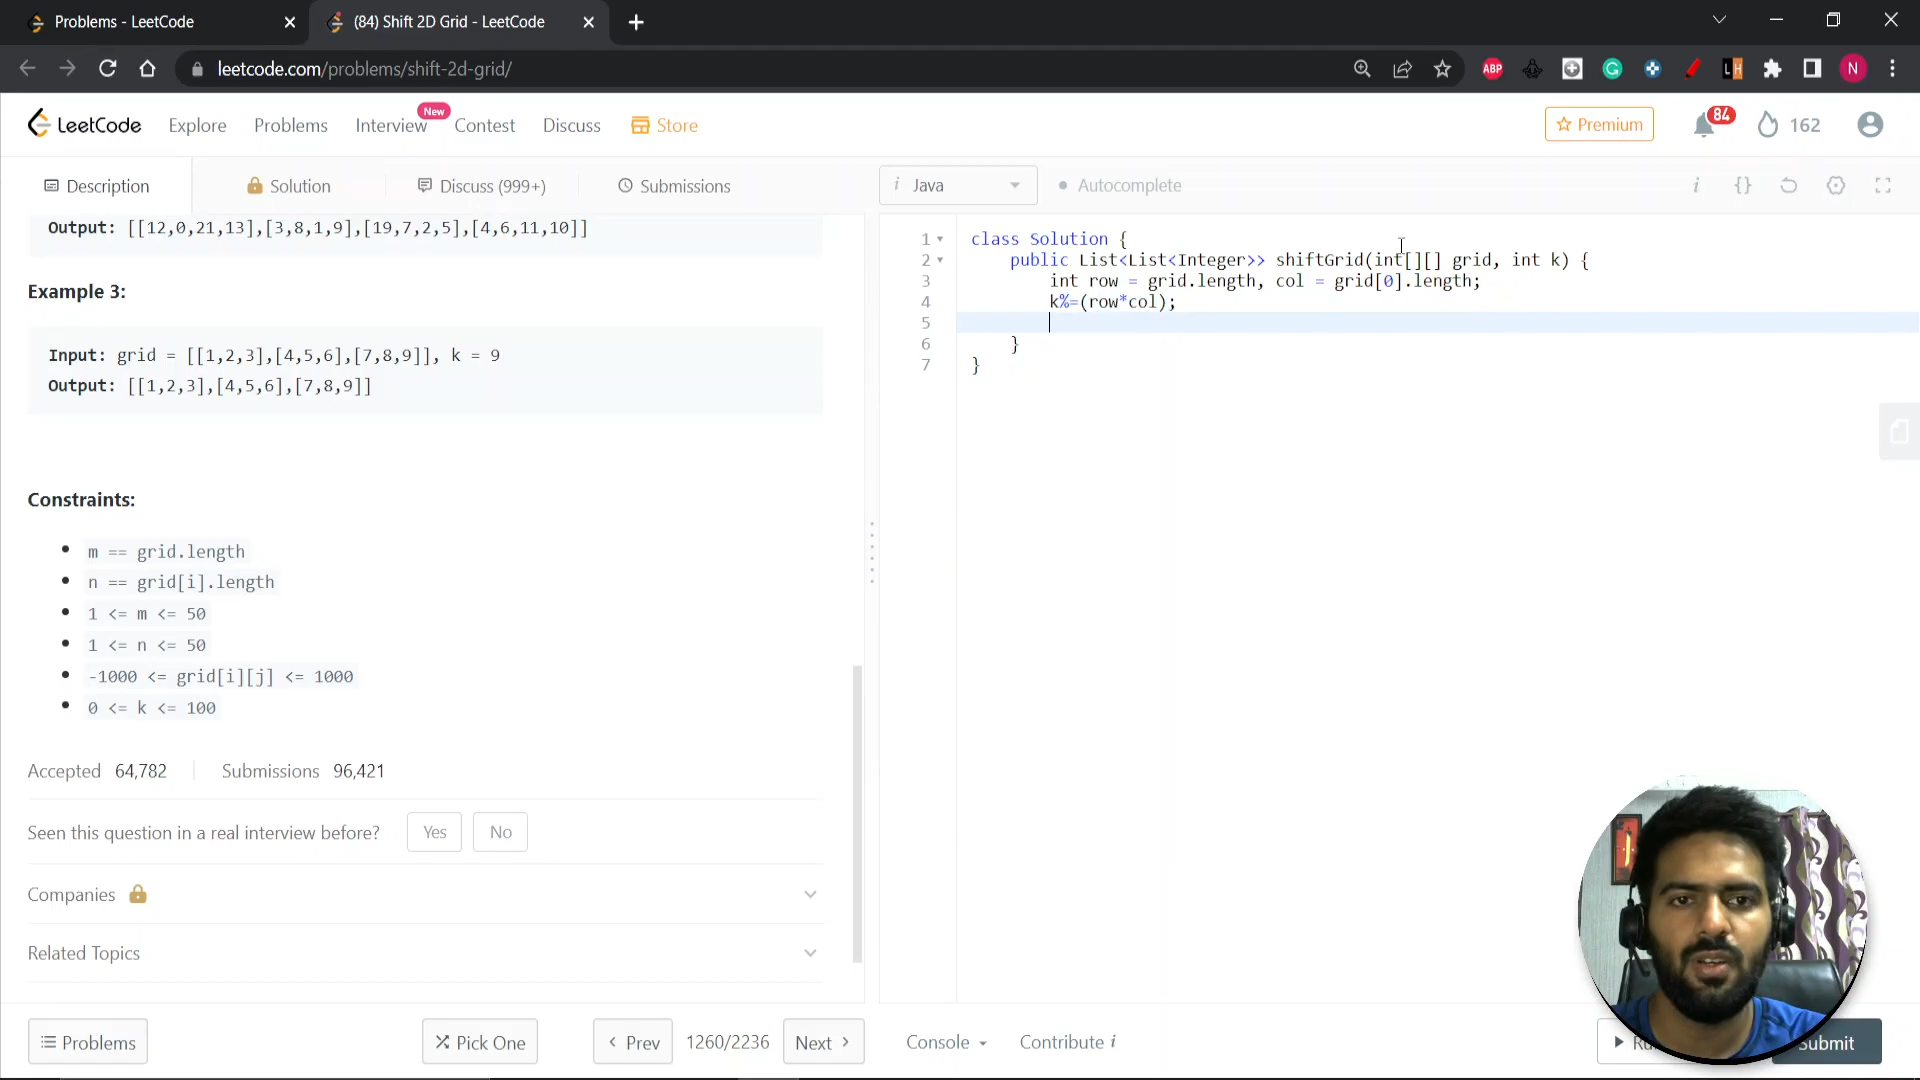 Problems - LeetCode
(84) Shift 2D Grid - LeetCode
leetcode.com/problems/shift-2d-grid/
ABP
G
LH
N
LeetCode
Explore
Problems
Interview
New
Contest
Discuss
Store
Premium
84
162
Description
Solution
Discuss (999+)
Submissions
i Java
Autocomplete
i {}
Output: [[12,0,21,13],[3,8,1,9],[19,7,2,5],[4,6,11,10]]
Example 3:
Input: grid = [[1,2,3],[4,5,6],[7,8,9]], k = 9
Output: [[1,2,3],[4,5,6],[7,8,9]]
Constraints:
m == grid.length
n == grid[i].length
1 <= m <= 50
1 <= n <= 50
-1000 <= grid[i][j] <= 1000
0 <= k <= 100
Accepted 64,782
Submissions 96,421
Seen this question in a real interview before?
Yes
No
Companies
Related Topics
1 class Solution {
2 public List<List<Integer>> shiftGrid(int[][] grid, int k) {
3 int row = grid.length, col = grid[0].length;
4 k%=(row*col);
5
6 }
7 }
Problems
Pick One
Prev
1260/2236
Next
Console
Contribute i
Submit